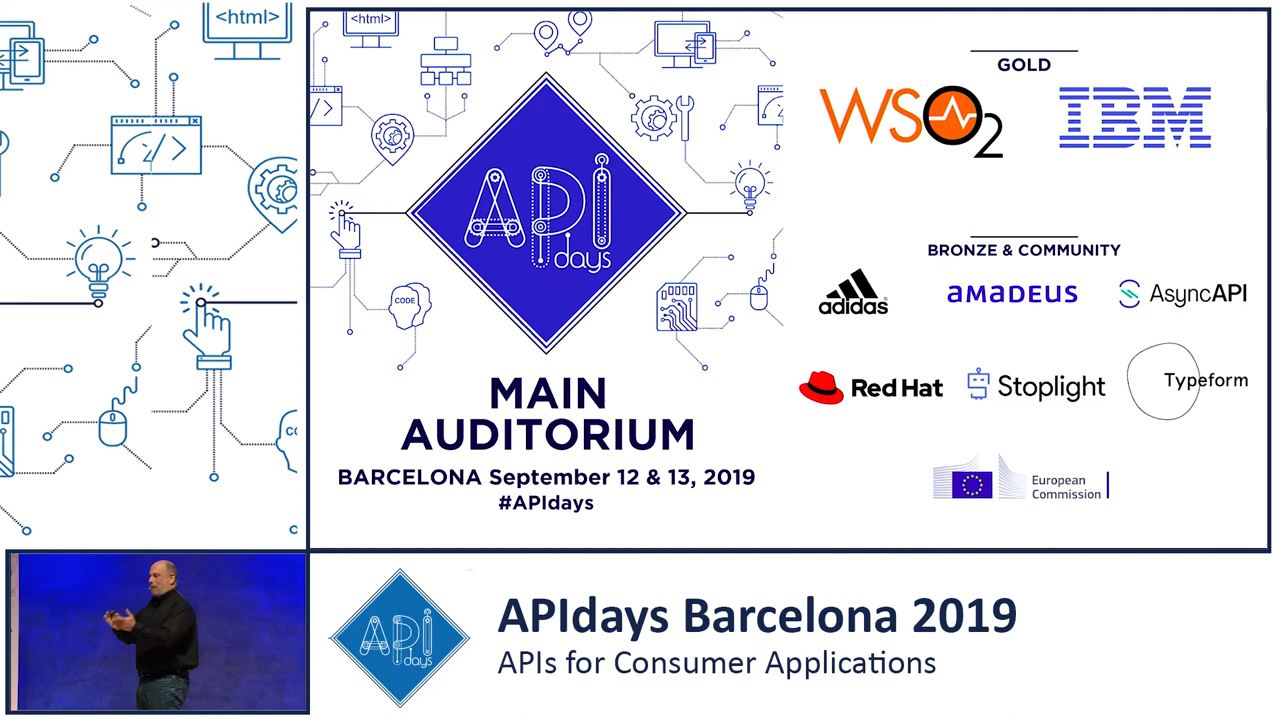 <html>
<html>
</>
</>
CODE
API
days
MAIN
AUDITORIUM
BARCELONA September 12 & 13, 2019
#APIdays
GOLD
WSO2
IBM
BRONZE & COMMUNITY
adidas
amadeus
AsyncAPI
Red Hat
Stoplight
Typeform
European
Commission
API
days
APIdays Barcelona 2019
APIs for Consumer Applications